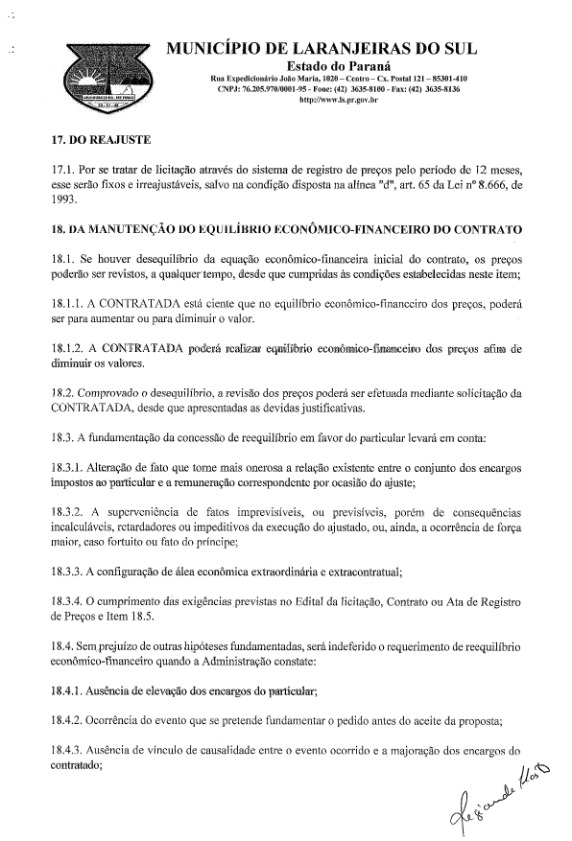 MUNICÍPIO DE LARANJEIRAS DO SUL
Estado do Paraná
Rua Expedicionário João Maria, 1020 – Centro – Cx. Postal 121 – 85301-410
CNPJ: 76.205.970/0001-95 - Fone: (42) 3635-8100 - Fax: (42) 3635-8136
http://www.ls.pr.gov.br
17. DO REAJUSTE
17.1. Por se tratar de licitação através do sistema de registro de preços pelo período de 12 meses,
esse serão fixos e irreajustáveis, salvo na condição disposta na alínea "d", art. 65 da Lei nº 8.666, de
1993.
18. DA MANUTENÇÃO DO EQUILÍBRIO ECONÔMICO-FINANCEIRO DO CONTRATO
18.1. Se houver desequilíbrio da equação econômico-financeira inicial do contrato, os preços
poderão ser revistos, a qualquer tempo, desde que cumpridas às condições estabelecidas neste item;
18.1.1. A CONTRATADA está ciente que no equilíbrio econômico-financeiro dos preços, poderá
ser para aumentar ou para diminuir o valor.
18.1.2. A CONTRATADA poderá realizar equilíbrio econômico-financeiro dos preços afim de
diminuir os valores.
18.2. Comprovado o desequilíbrio, a revisão dos preços poderá ser efetuada mediante solicitação da
CONTRATADA, desde que apresentadas as devidas justificativas.
18.3. A fundamentação da concessão de reequilíbrio em favor do particular levará em conta:
18.3.1. Alteração de fato que torne mais onerosa a relação existente entre o conjunto dos encargos
impostos ao particular e a remuneração correspondente por ocasião do ajuste;
18.3.2. A superveniência de fatos imprevisíveis, ou previsíveis, porém de consequências
incalculáveis, retardadores ou impeditivos da execução do ajustado, ou, ainda, a ocorrência de força
maior, caso fortuito ou fato do príncipe;
18.3.3. A configuração de álea econômica extraordinária e extracontratual;
18.3.4. O cumprimento das exigências previstas no Edital da licitação, Contrato ou Ata de Registro
de Preços e Item 18.5.
18.4. Sem prejuízo de outras hipóteses fundamentadas, será indeferido o requerimento de reequilíbrio
econômico-financeiro quando a Administração constate:
18.4.1. Ausência de elevação dos encargos do particular;
18.4.2. Ocorrência do evento que se pretende fundamentar o pedido antes do aceite da proposta;
18.4.3. Ausência de vínculo de causalidade entre o evento ocorrido e a majoração dos encargos do
contratado;